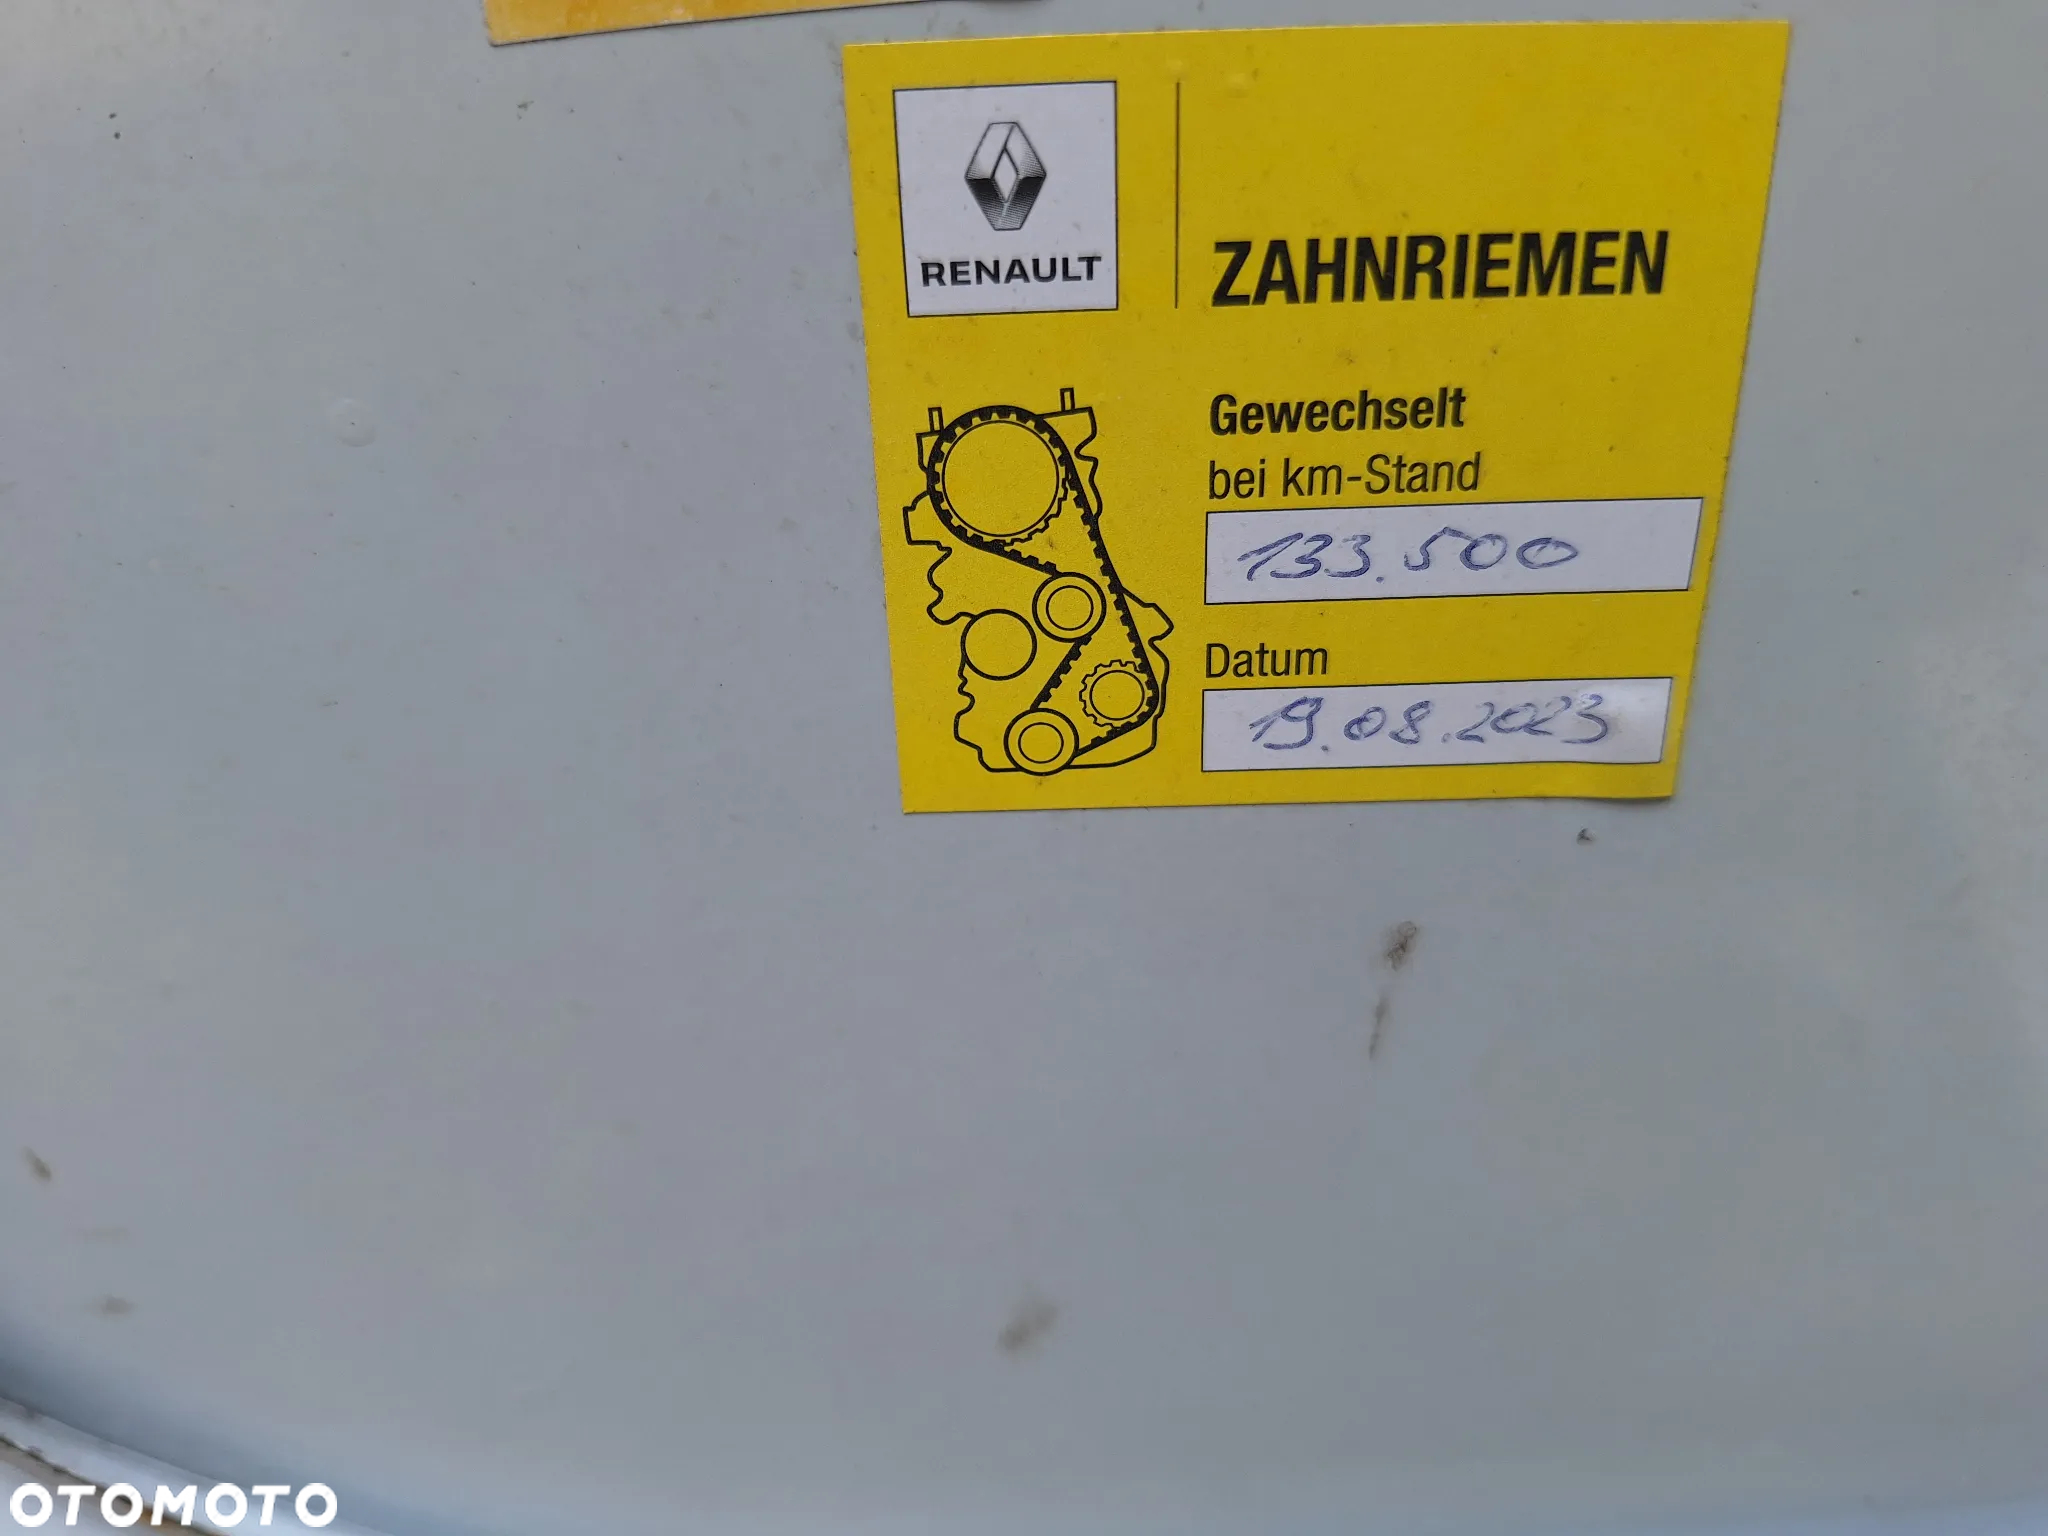 RENAULT
ZAHNRIEMEN
Gewechselt
bei km-Stand
133.500
Datum
19.08.2023
OTOMOTO